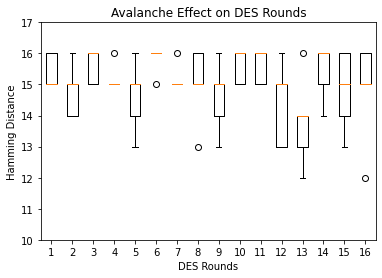 Avalanche Effect on DES Rounds
17
16
15
14
13
12
11
10
Hamming Distance
1 2 3 4 5 6 7 8 9 10 11 12 13 14 15 16
DES Rounds